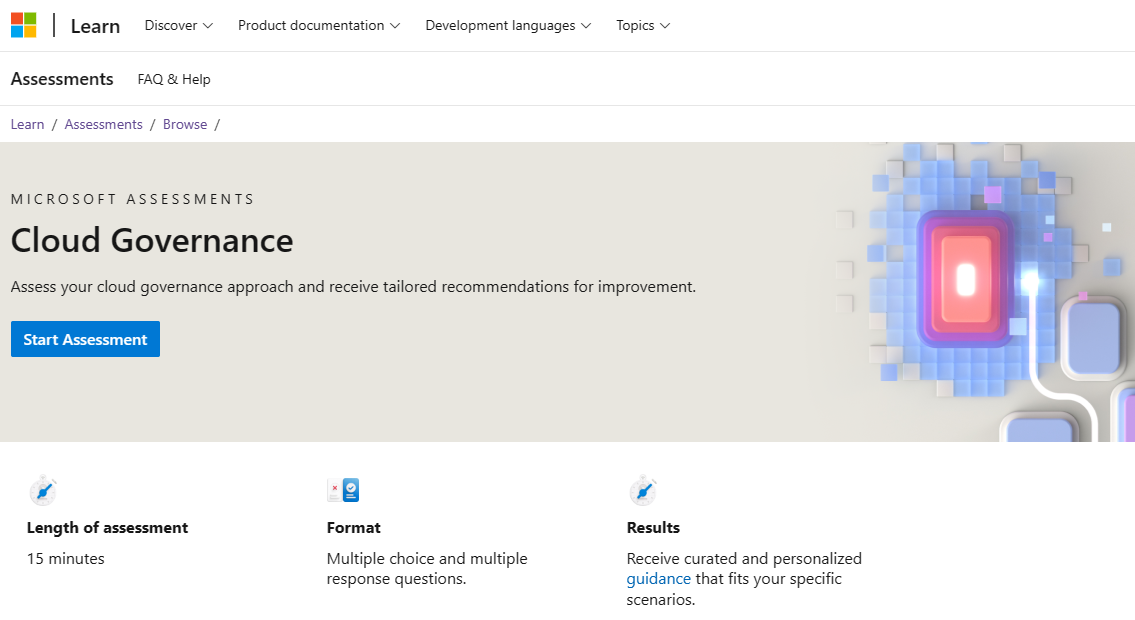 Learn Discover Product documentation Development languages Topics
Assessments FAQ & Help
Learn / Assessments / Browse /
MICROSOFT ASSESSMENTS
Cloud Governance
Assess your cloud governance approach and receive tailored recommendations for improvement.
Start Assessment
Length of assessment
15 minutes
Format
Multiple choice and multiple
response questions.
Results
Receive curated and personalized
guidance that fits your specific
scenarios.